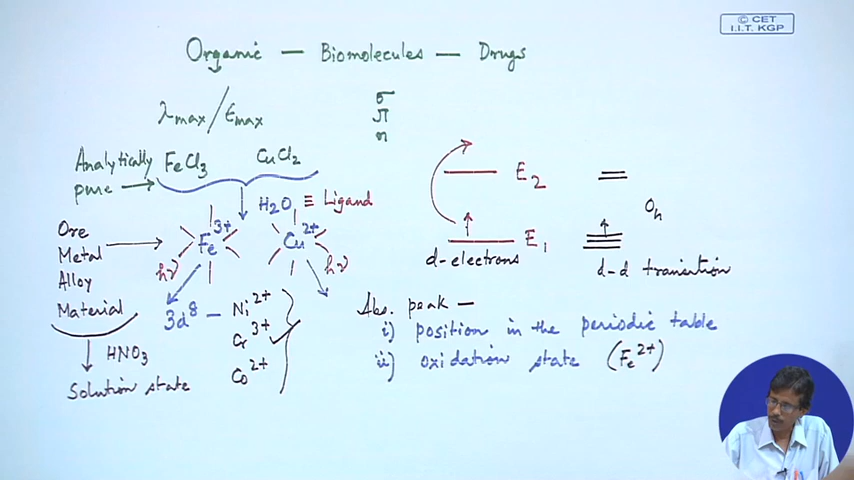 © CET
I.I.T. KGP
Organic — Biomolecules — Drugs
λmax/εmax
σ
π
n
Analytically pure → FeCl3 CuCl2
H2O ≡ Ligand
Ore
Metal
Alloy
Material
Fe3+ Cu2+
hν hν
3d8 — Ni2+
Cr3+ ✓
Co2+
HNO3
Solution state
E2
Oh
E1
d-electrons
d-d transition
Abs. peak —
i) position in the periodic table
ii) oxidation state (Fe2+)